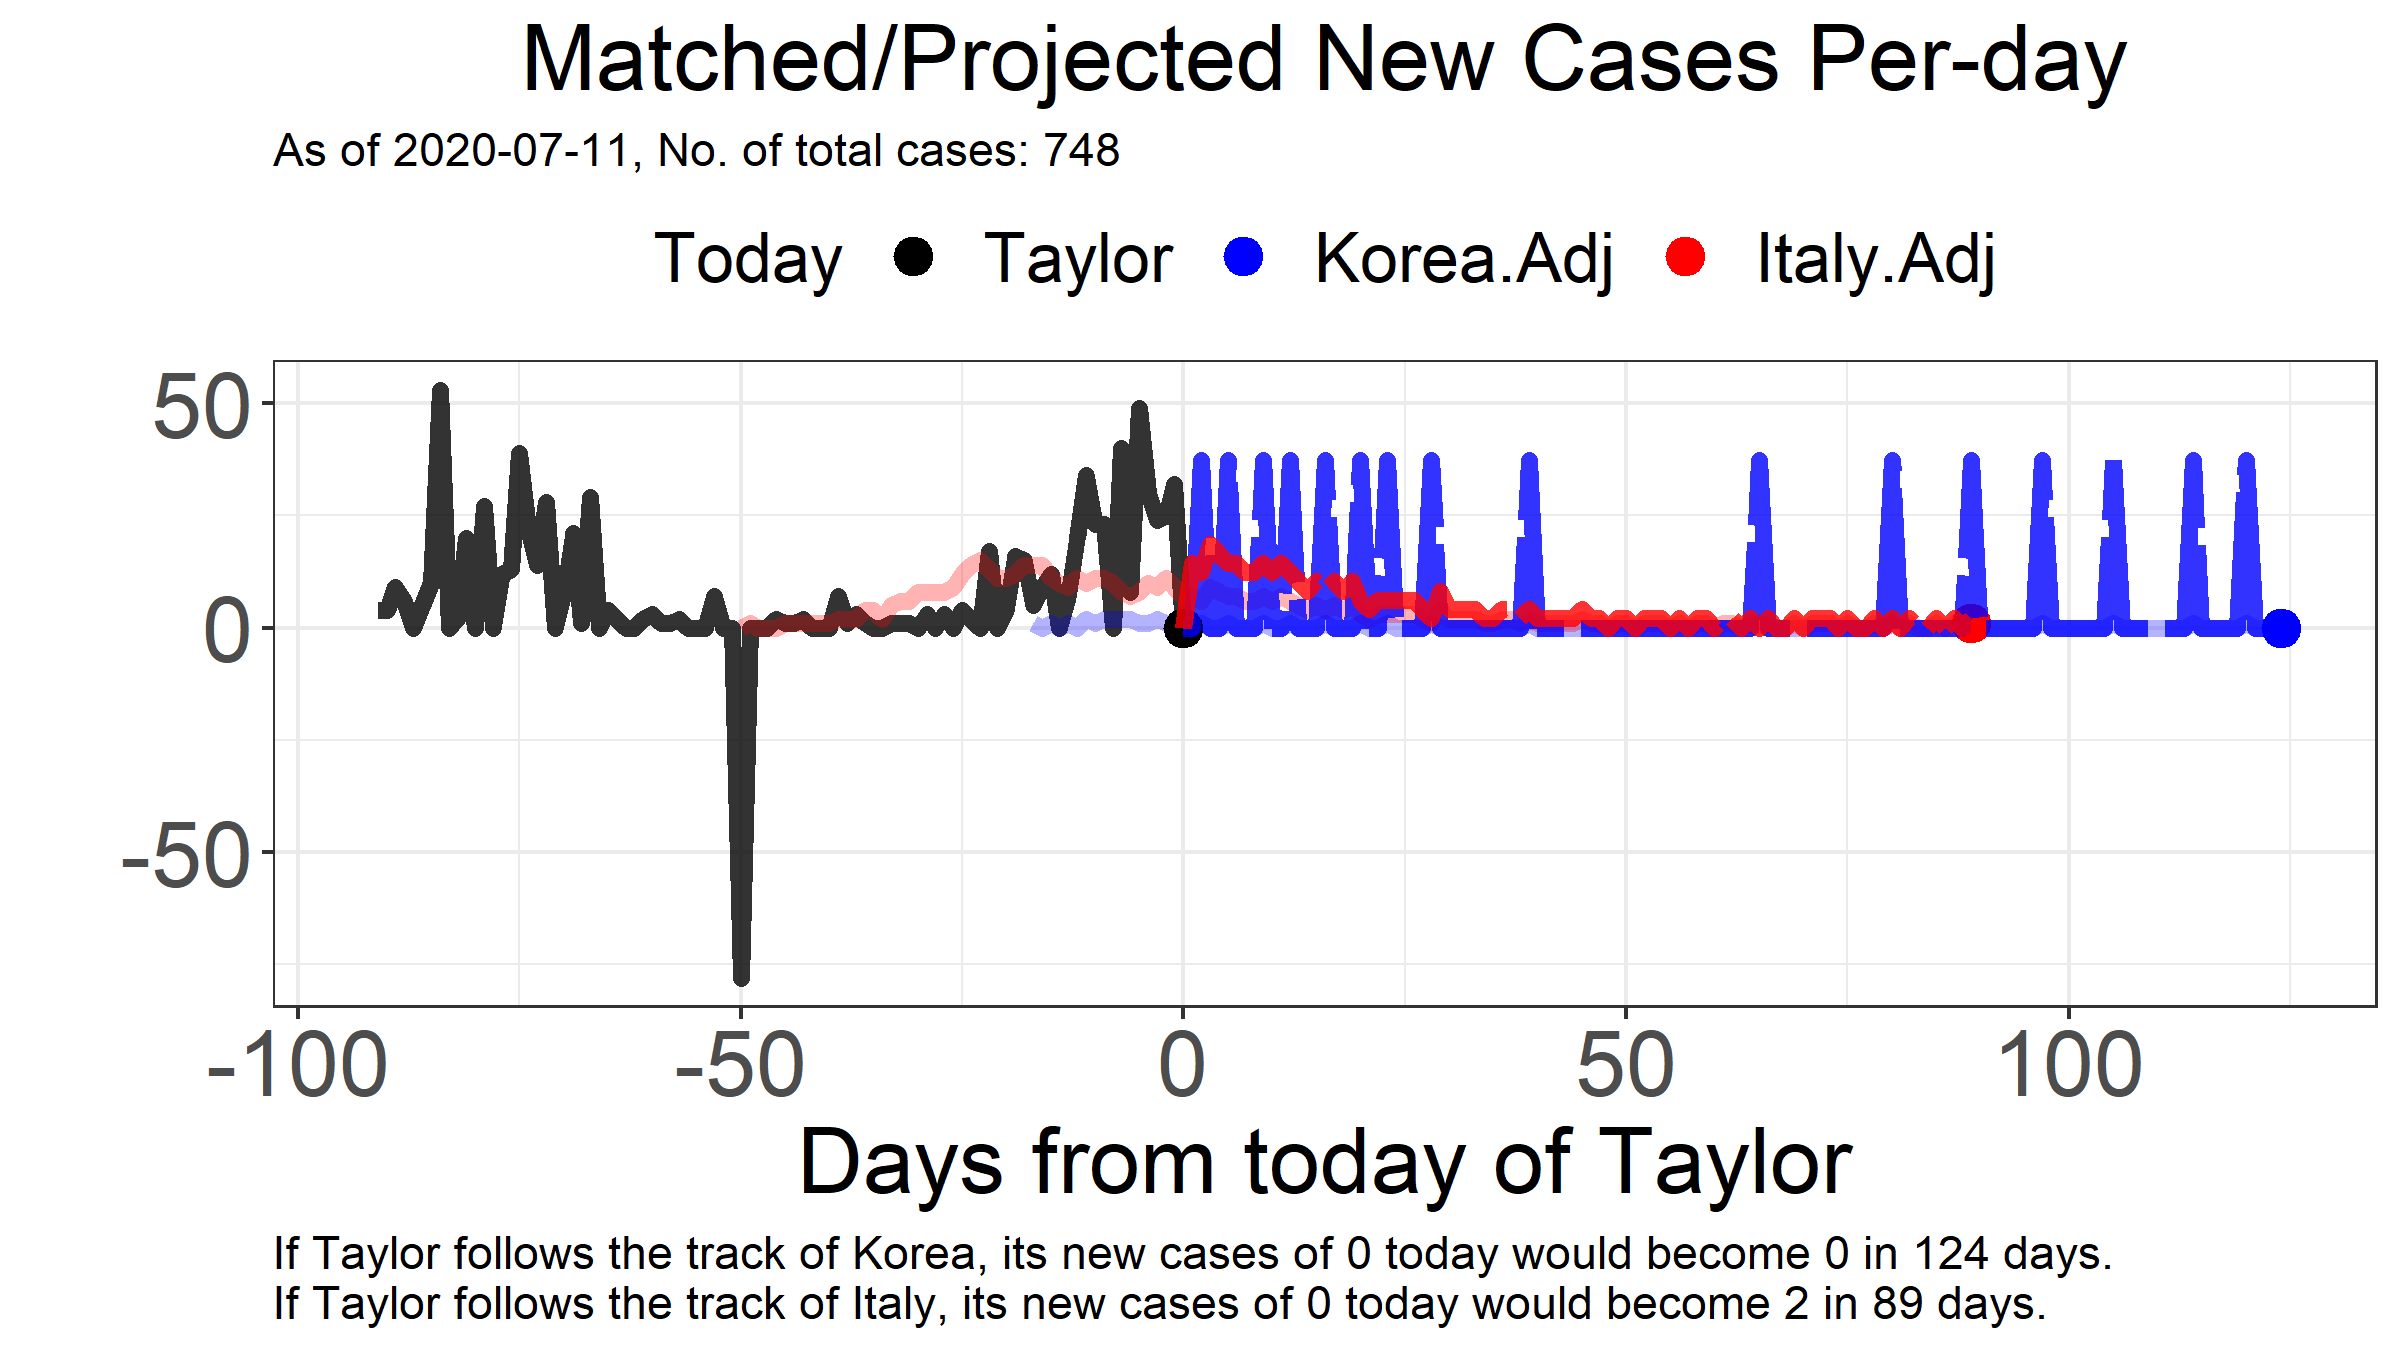 Matched/Projected New Cases Per-day
As of 2020-07-11, No. of total cases: 748
Today Taylor Korea.Adj Italy.Adj
50
0
-50
-100 -50 0 50 100
Days from today of Taylor
If Taylor follows the track of Korea, its new cases of 0 today would become 0 in 124 days.
If Taylor follows the track of Italy, its new cases of 0 today would become 2 in 89 days.